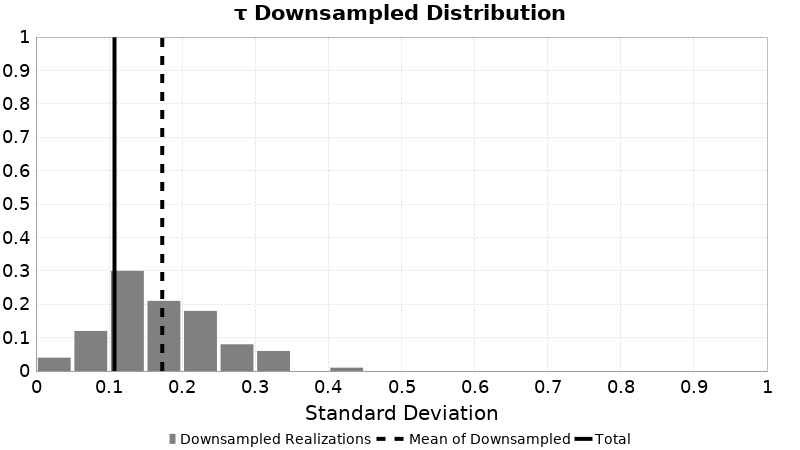 τ Downsampled Distribution
1
0.9
0.8
0.7
0.6
0.5
0.4
0.3
0.2
0.1
0
0 0.1 0.2 0.3 0.4 0.5 0.6 0.7 0.8 0.9 1
Standard Deviation
Downsampled Realizations Mean of Downsampled Total